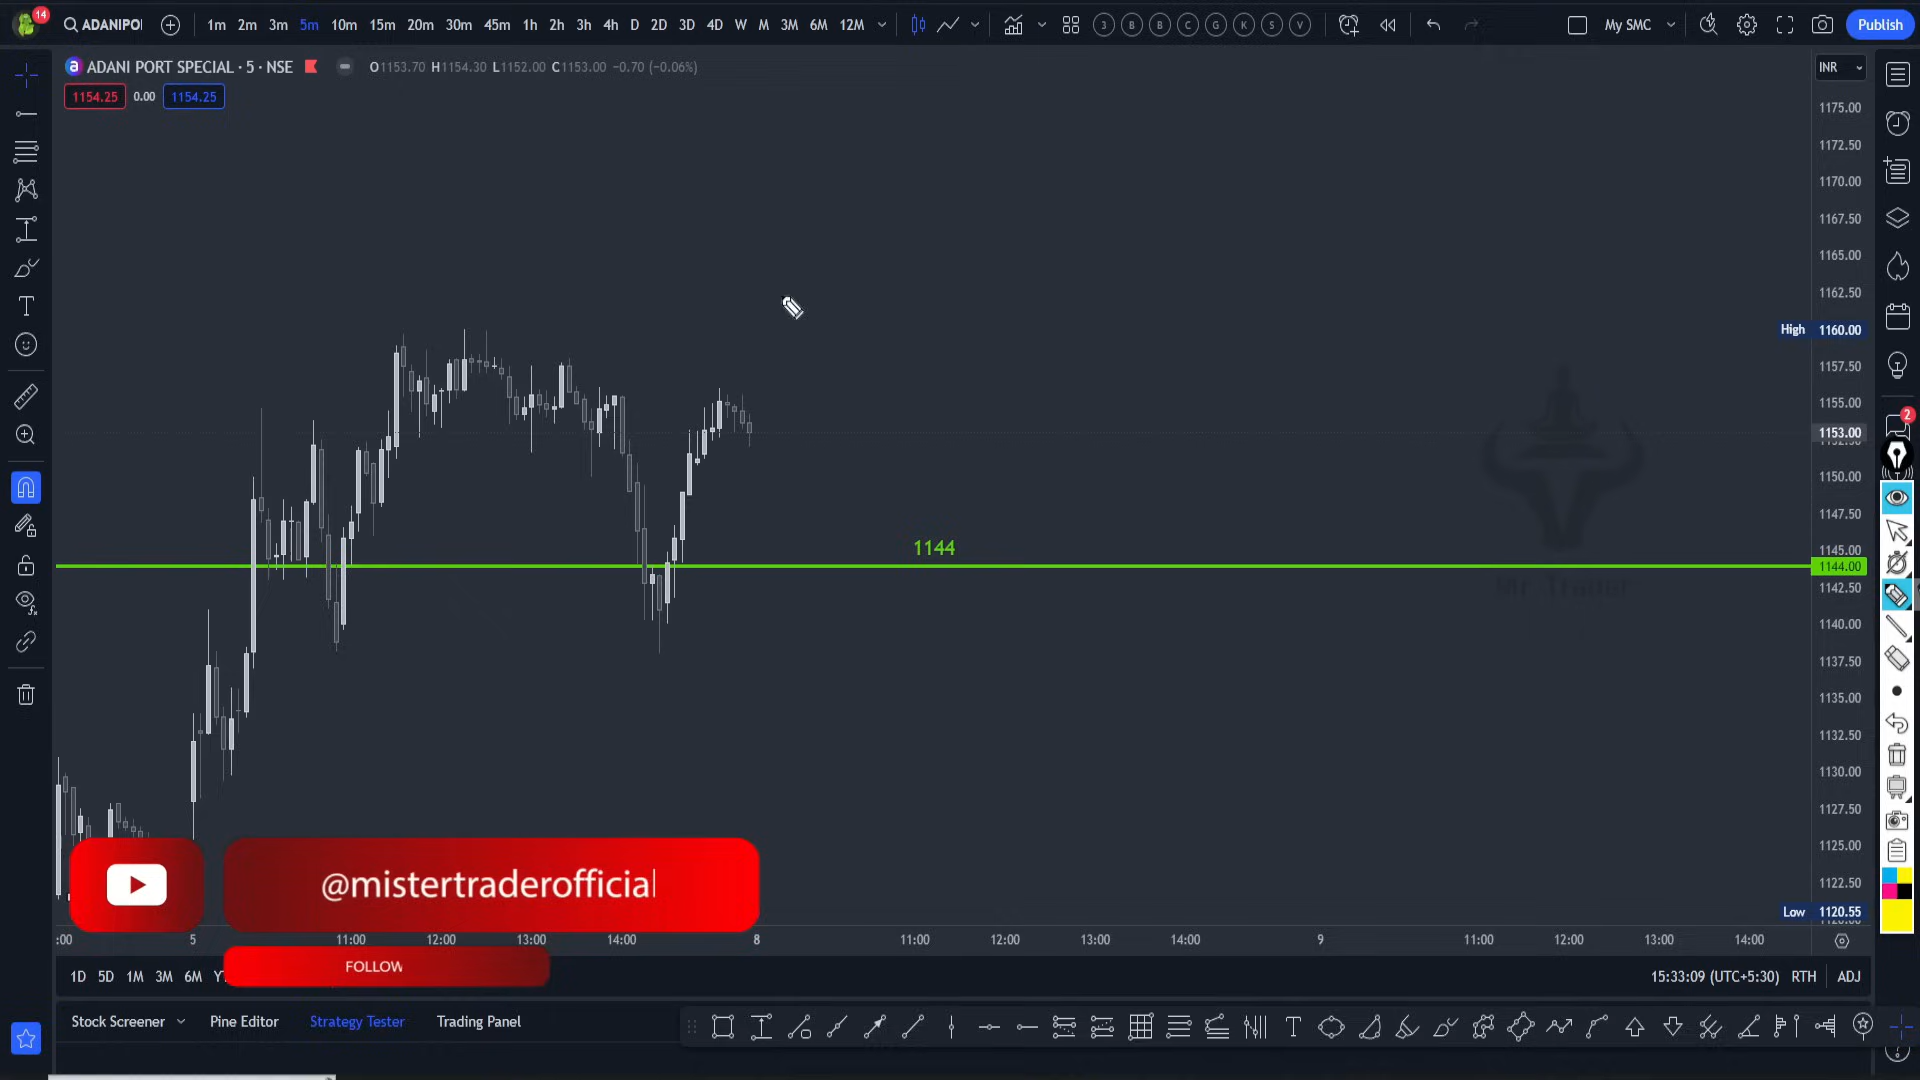 14
ADANIPO
1m 2m 3m 5m 10m 15m 20m 30m 45m 1h 2h 3h 4h D 2D 3D 4D W M 3M 6M 12M
3 B B C G K S V
My SMC
Publish
a ADANI PORT SPECIAL · 5 · NSE
O1153.70 H1154.30 L1152.00 C1153.00 −0.70 (−0.06%)
INR
1154.25 0.00 1154.25
1175.00
1172.50
1170.00
1167.50
1165.00
1162.50
High 1160.00
1157.50
1155.00
2
1153.00
1150.00
1147.50
1144
1145.00
1144.00
1142.50
Mr Trader
1140.00
1137.50
1135.00
1132.50
1130.00
1127.50
1125.00
@mistertraderofficial
1122.50
Low 1120.55
:00 5 11:00 12:00 13:00 14:00 8 11:00 12:00 13:00 14:00 9 11:00 12:00 13:00 14:00
FOLLOW
1D 5D 1M 3M 6M
15:33:09 (UTC+5:30) RTH ADJ
Stock Screener Pine Editor Strategy Tester Trading Panel